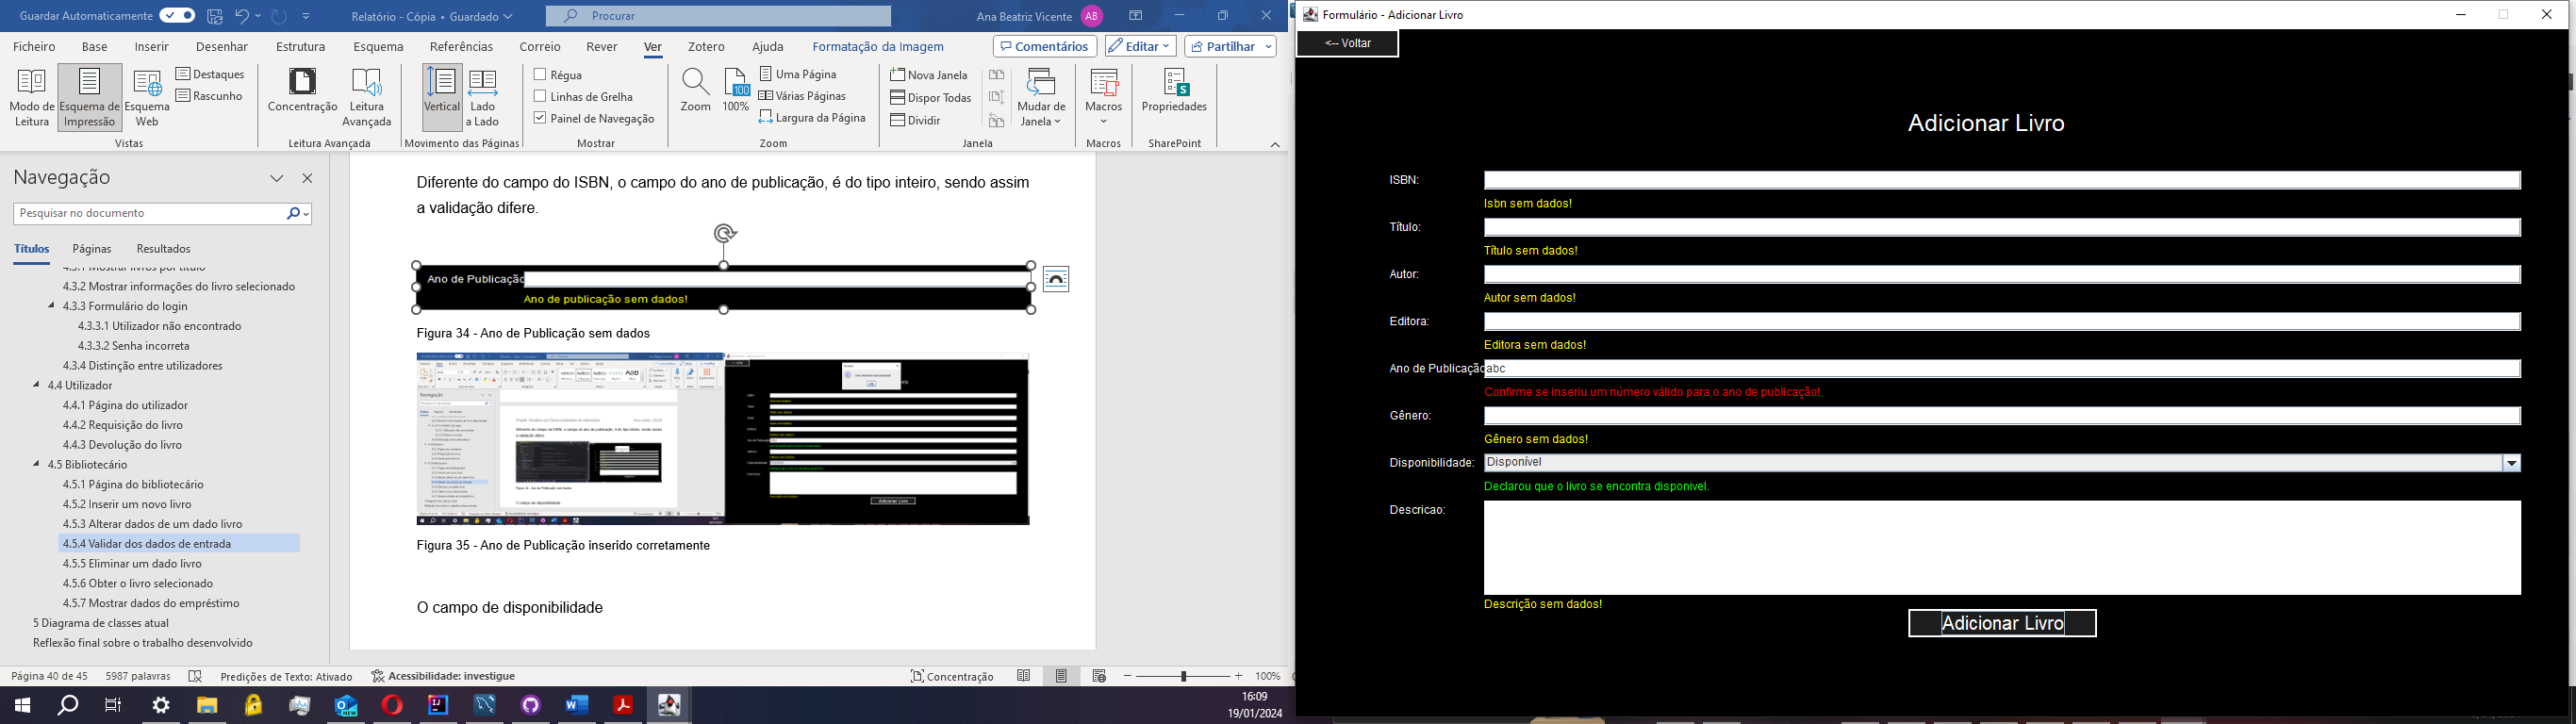 Guardar Automaticamente
Relatório - Cópia • Guardado
Procurar
Ana Beatriz Vicente
AB
Ficheiro Base Inserir Desenhar Estrutura Esquema Referências Correio Rever Ver Zotero Ajuda Formatação da Imagem
Comentários Editar Partilhar
Modo de Leitura
Esquema de Impressão
Esquema Web
Destaques
Rascunho
Vistas
Concentração
Leitura Avançada
Leitura Avançada
Vertical
Lado a Lado
Movimento das Páginas
Régua
Linhas de Grelha
Painel de Navegação
Mostrar
Zoom
100
100%
Uma Página
Várias Páginas
Largura da Página
Zoom
Nova Janela
Dispor Todas
Dividir
Mudar de Janela
Janela
Macros
Macros
Propriedades
SharePoint
Navegação
Pesquisar no documento
Títulos Páginas Resultados
4.3.1 Mostrar livros por título
4.3.2 Mostrar informações do livro selecionado
4.3.3 Formulário do login
4.3.3.1 Utilizador não encontrado
4.3.3.2 Senha incorreta
4.3.4 Distinção entre utilizadores
4.4 Utilizador
4.4.1 Página do utilizador
4.4.2 Requisição do livro
4.4.3 Devolução do livro
4.5 Bibliotecário
4.5.1 Página do bibliotecário
4.5.2 Inserir um novo livro
4.5.3 Alterar dados de um dado livro
4.5.4 Validar dos dados de entrada
4.5.5 Eliminar um dado livro
4.5.6 Obter o livro selecionado
4.5.7 Mostrar dados do empréstimo
5 Diagrama de classes atual
Reflexão final sobre o trabalho desenvolvido
Diferente do campo do ISBN, o campo do ano de publicação, é do tipo inteiro, sendo assim
a validação difere.
Ano de Publicação
Ano de publicação sem dados!
Figura 34 - Ano de Publicação sem dados
Adicionar Livro
Figura 35 - Ano de Publicação inserido corretamente
O campo de disponibilidade
Página 40 de 45
5987 palavras
Predições de Texto: Ativado
Acessibilidade: investigue
Concentração
100%
16:09
19/01/2024
Formulário - Adicionar Livro
<-- Voltar
Adicionar Livro
ISBN:
Isbn sem dados!
Título:
Título sem dados!
Autor:
Autor sem dados!
Editora:
Editora sem dados!
Ano de Publicação abc
Confirme se inseriu um número válido para o ano de publicação!
Gênero:
Gênero sem dados!
Disponibilidade: Disponível
Declarou que o livro se encontra disponivel.
Descricao:
Descrição sem dados!
Adicionar Livro